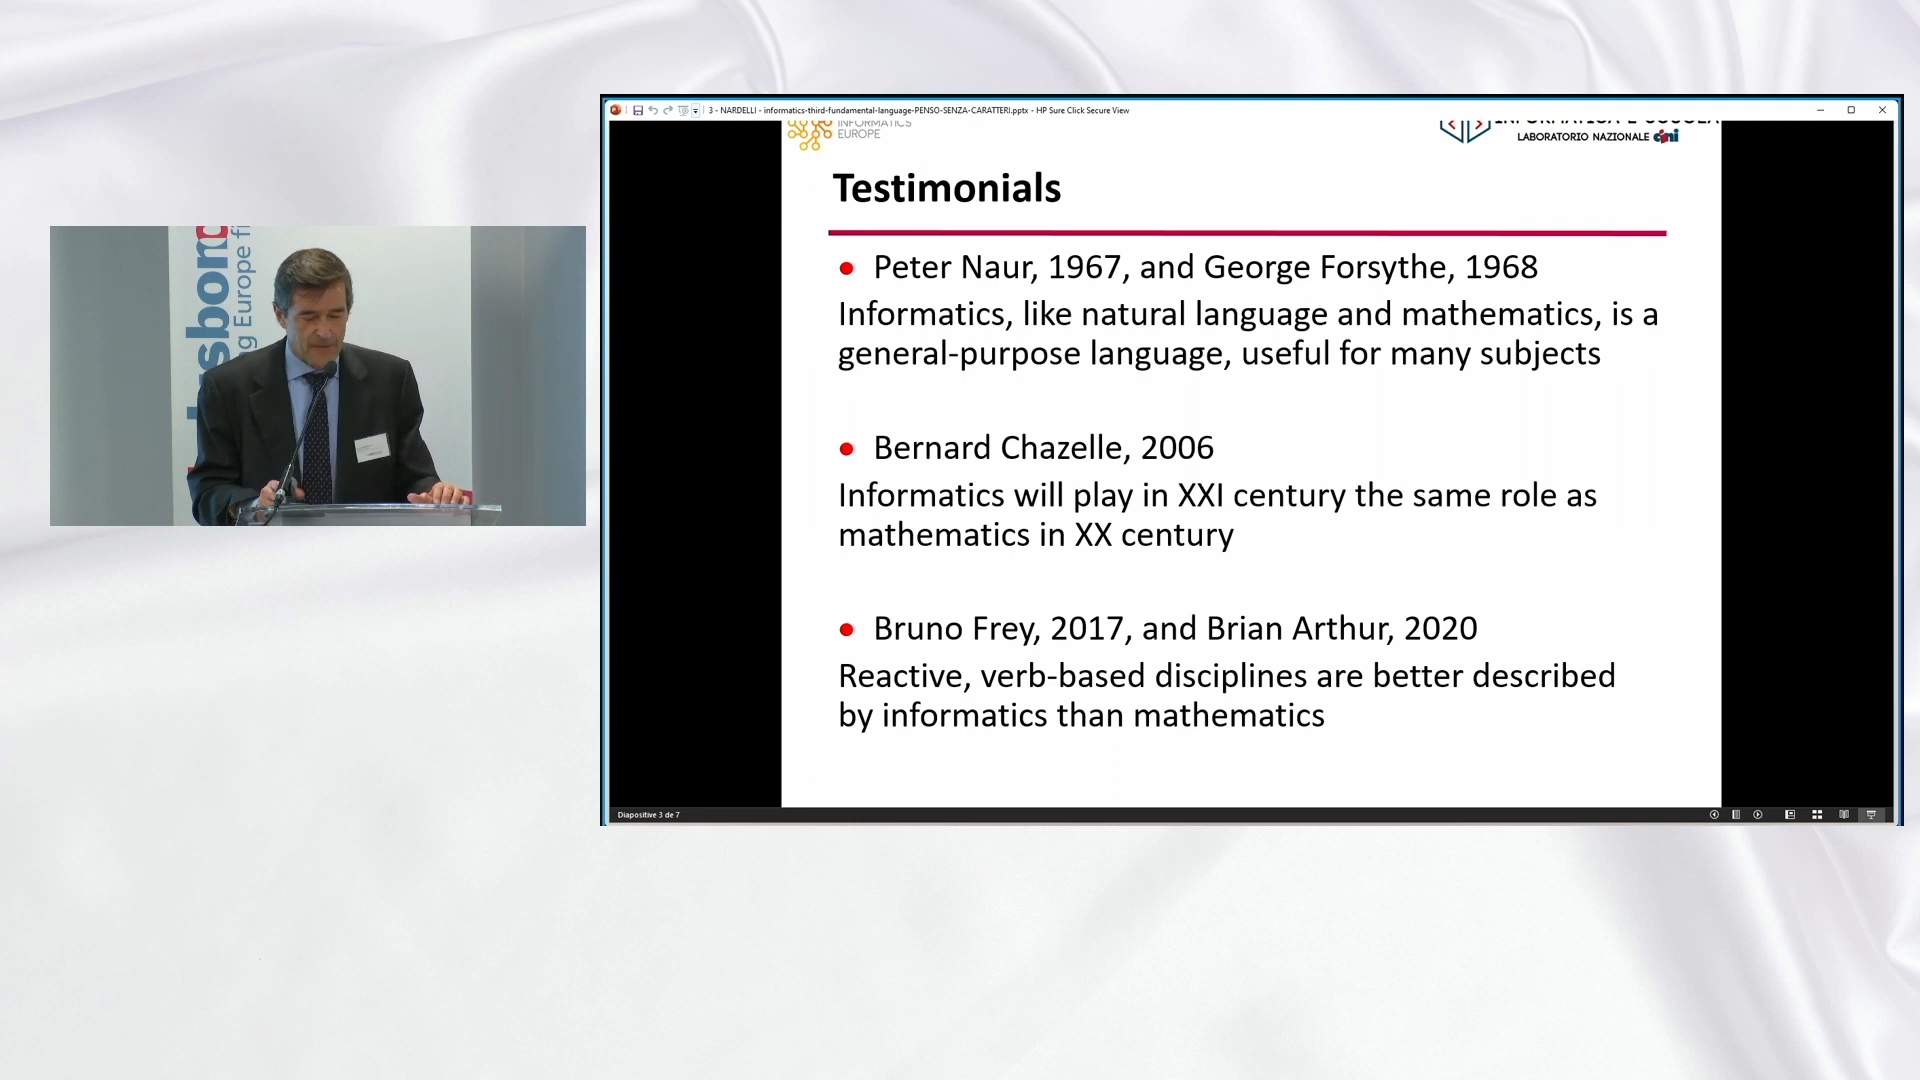 3 - NARDELLI - informatics-third-fundamental-language-PENSO-SENZA-CARATTERI.pptx - HP Sure Click Secure View
INFORMATICS
EUROPE
INFORMATICA E SCUOLA
LABORATORIO NAZIONALE cini
Testimonials
Peter Naur, 1967, and George Forsythe, 1968
Informatics, like natural language and mathematics, is a
general-purpose language, useful for many subjects
Bernard Chazelle, 2006
Informatics will play in XXI century the same role as
mathematics in XX century
Bruno Frey, 2017, and Brian Arthur, 2020
Reactive, verb-based disciplines are better described
by informatics than mathematics
Diapositive 3 de 7